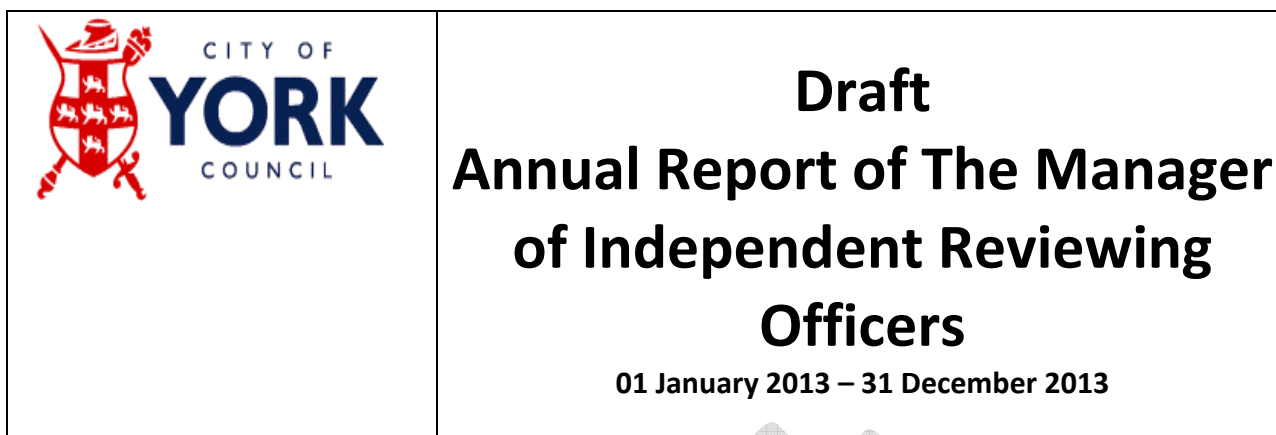 CITY OF
YORK
COUNCIL
Draft
Annual Report of The Manager
of Independent Reviewing
Officers
01 January 2013 – 31 December 2013